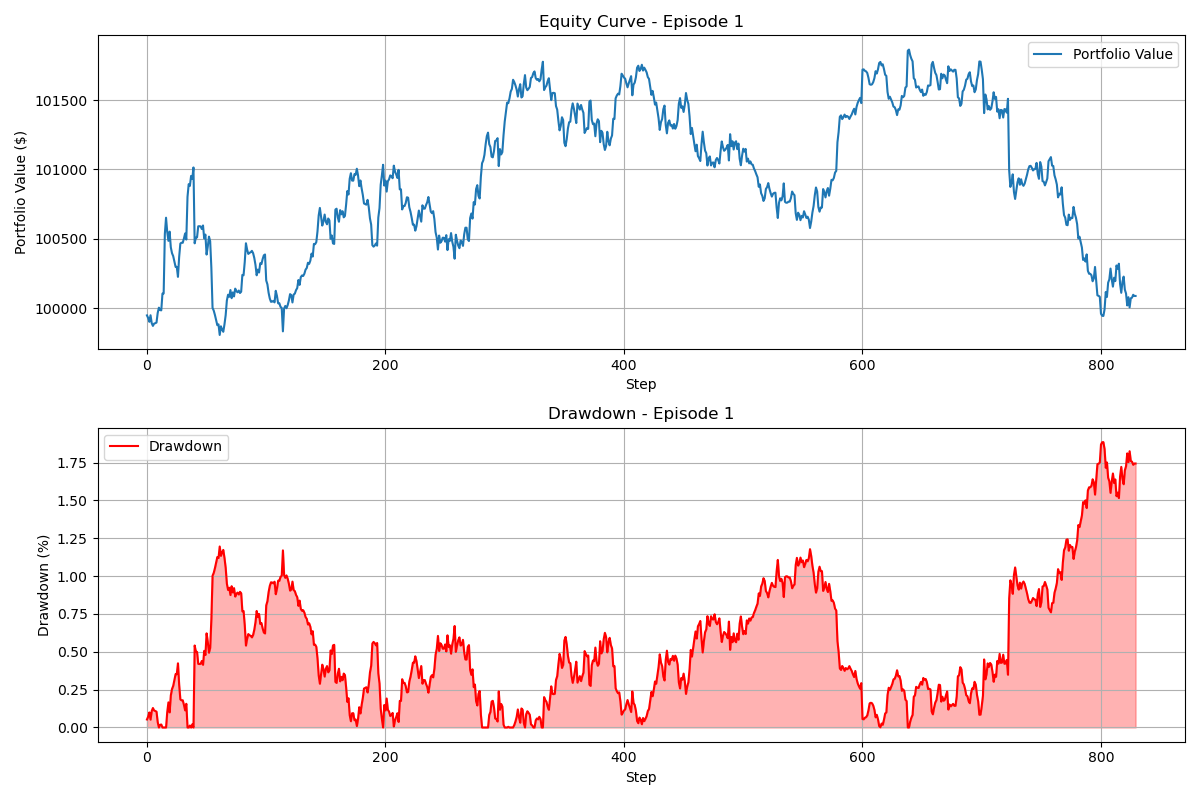 Equity Curve - Episode 1
Portfolio Value
Portfolio Value ($)
101500
101000
100500
100000
0
200
400
600
800
Step
Drawdown - Episode 1
Drawdown
Drawdown (%)
1.75
1.50
1.25
1.00
0.75
0.50
0.25
0.00
0
200
400
600
800
Step